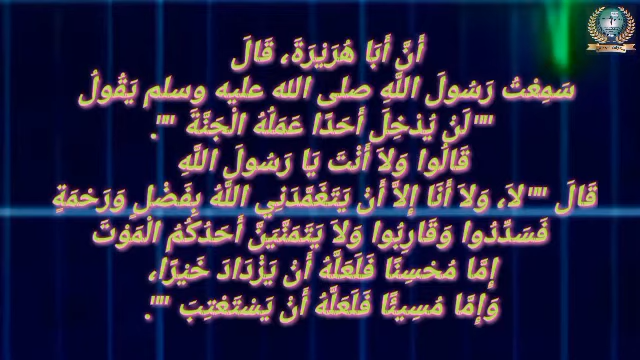 أَنَّ أَبَا هُرَيْرَةَ، قَالَ
سَمِعْتُ رَسُولَ اللَّهِ صلى الله عليه وسلم يَقُولُ
"" لَنْ يُدْخِلَ أَحَدًا عَمَلُهُ الْجَنَّةَ "".
قَالُوا وَلاَ أَنْتَ يَا رَسُولَ اللَّهِ
قَالَ "" لاَ، وَلاَ أَنَا إِلاَّ أَنْ يَتَغَمَّدَنِي اللَّهُ بِفَضْلٍ وَرَحْمَةٍ
فَسَدِّدُوا وَقَارِبُوا وَلاَ يَتَمَنَّيَنَّ أَحَدُكُمُ الْمَوْتَ
إِمَّا مُحْسِنًا فَلَعَلَّهُ أَنْ يَزْدَادَ خَيْرًا،
وَإِمَّا مُسِيئًا فَلَعَلَّهُ أَنْ يَسْتَعْتِبَ "".